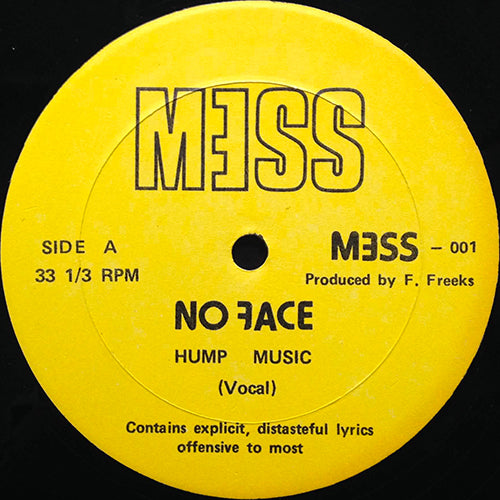 MESS
SIDE A
33 1/3 RPM
MESS - 001
Produced by F. Freeks
NO FACE
HUMP MUSIC
(Vocal)
Contains explicit, distasteful lyrics
offensive to most